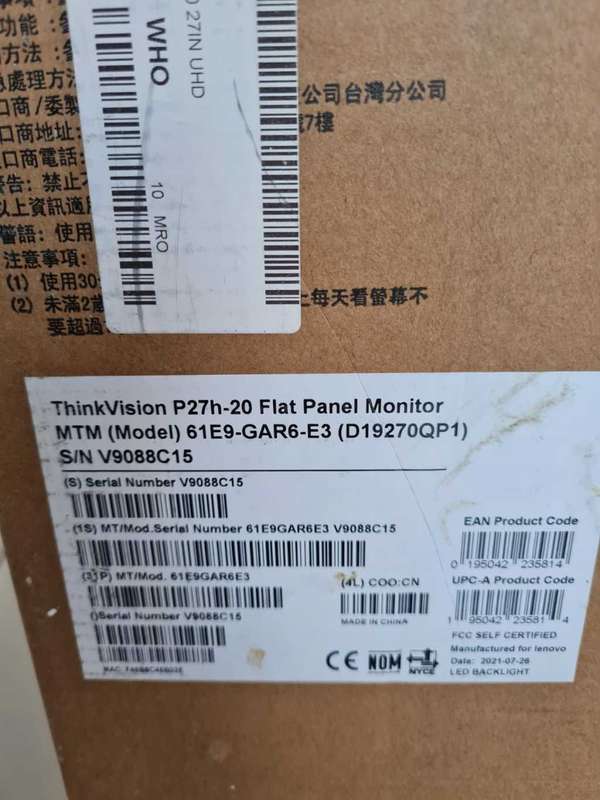 功能:
方法:
處理方
口商/委製
公司台灣分公司
口商地址:
號7樓
口商電話:
告: 禁止
以上資訊適
警語: 使用
注意事項:
(1) 使用30
(2) 未滿2歲
上每天看螢幕不
要超過
27IN UHD
WHO
10 MRO
ThinkVision P27h-20 Flat Panel Monitor
MTM (Model) 61E9-GAR6-E3 (D19270QP1)
S/N V9088C15
(S) Serial Number V9088C15
(1S) MT/Mod.Serial Number 61E9GAR6E3 V9088C15
EAN Product Code
0 195042 235814
P) MT/Mod. 61E9GAR6E3
(4L) COO:CN
UPC-A Product Code
MADE IN CHINA
1 95042 23581 4
)Serial Number V9088C15
FCC SELF CERTIFIED
Manufactured for lenovo
CE NOM NYCE
Date: 2021-07-26
LED BACKLIGHT